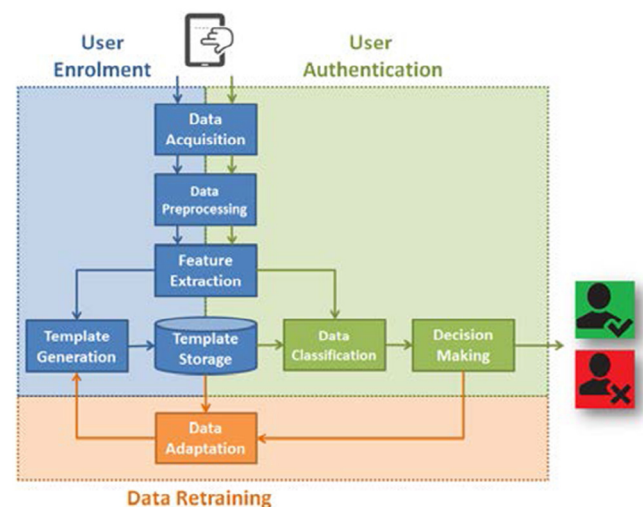 User
Enrolment
User
Authentication
Data
Acquisition
Data
Preprocessing
Feature
Extraction
Template
Generation
Template
Storage
Data
Classification
Decision
Making
Data
Adaptation
Data Retraining